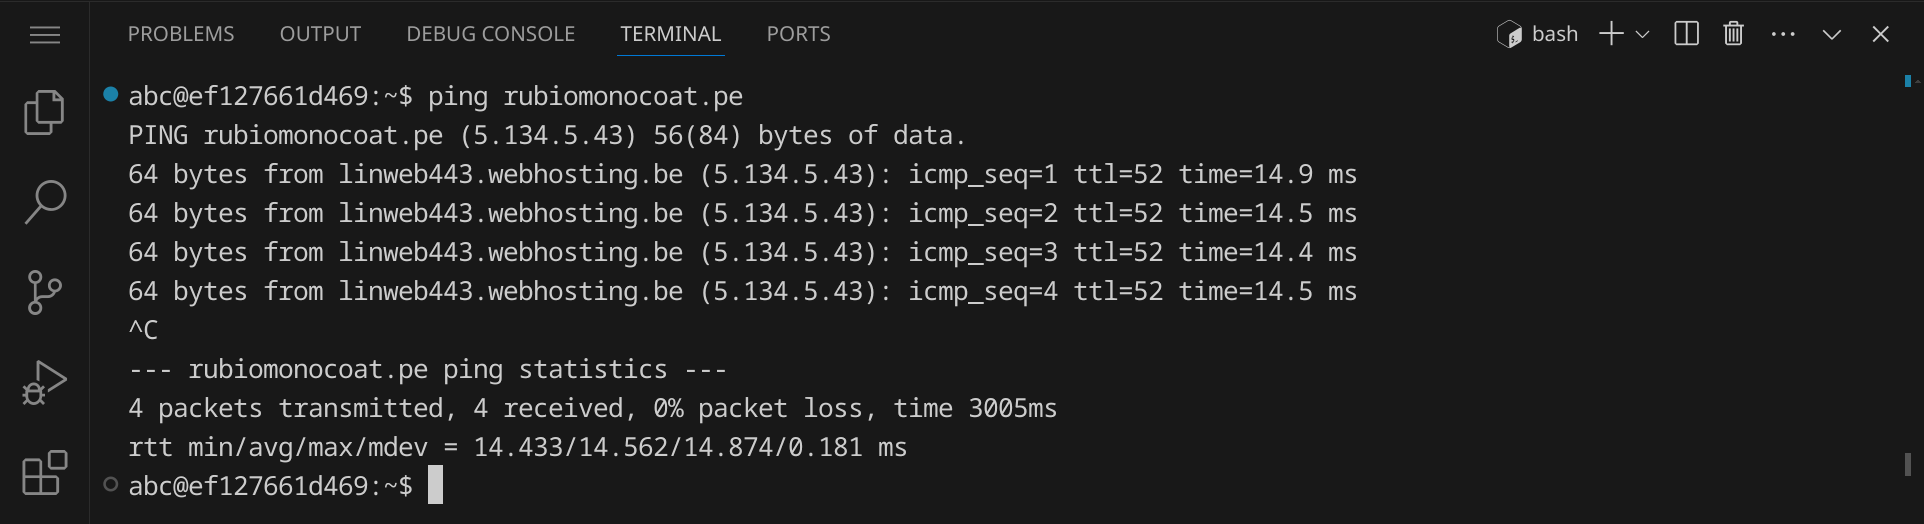 PROBLEMS OUTPUT DEBUG CONSOLE TERMINAL PORTS bash
abc@ef127661d469:~$ ping rubiomonocoat.pe
PING rubiomonocoat.pe (5.134.5.43) 56(84) bytes of data.
64 bytes from linweb443.webhosting.be (5.134.5.43): icmp_seq=1 ttl=52 time=14.9 ms
64 bytes from linweb443.webhosting.be (5.134.5.43): icmp_seq=2 ttl=52 time=14.5 ms
64 bytes from linweb443.webhosting.be (5.134.5.43): icmp_seq=3 ttl=52 time=14.4 ms
64 bytes from linweb443.webhosting.be (5.134.5.43): icmp_seq=4 ttl=52 time=14.5 ms
^C
--- rubiomonocoat.pe ping statistics ---
4 packets transmitted, 4 received, 0% packet loss, time 3005ms
rtt min/avg/max/mdev = 14.433/14.562/14.874/0.181 ms
abc@ef127661d469:~$